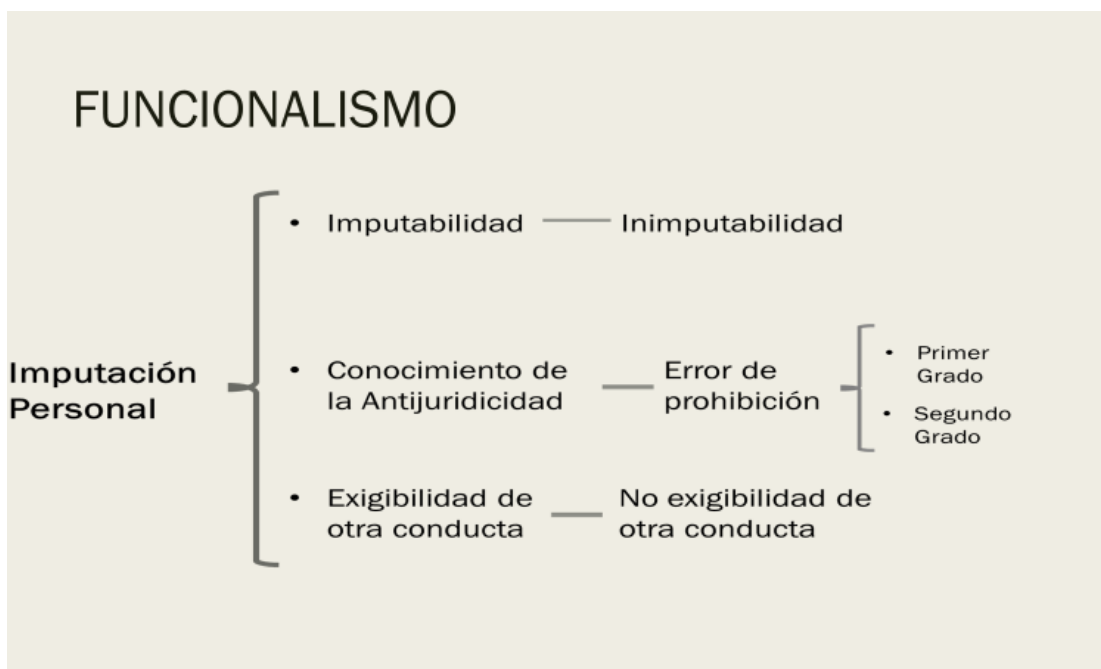 FUNCIONALISMO
• Imputabilidad — Inimputabilidad
Imputación
Personal
• Conocimiento de
la Antijuridicidad
— Error de
prohibición
• Primer
Grado
• Segundo
Grado
• Exigibilidad de
otra conducta
— No exigibilidad de
otra conducta